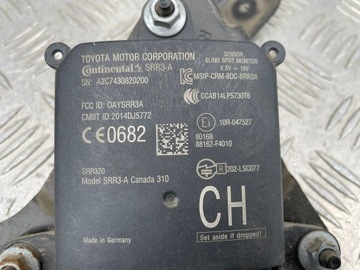 TOYOTA MOTOR CORPORATION
Continental SRR3-A
S/N: A2C7430820200
SENSOR,
BLIND SPOT MONITOR
9.5V ⎓ 16V
MSIP-CRM-8DC-SRR3A
CCAB14LP5730T6
FCC ID: OAYSRR3A
CMIIT ID: 2014DJ5772
CE0682
E1 10R-047527
80168
88162-F4010
SRR320
Model SRR3-A Canada 310
R 202-LSC077
CH
Set aside if dropped!
Made in Germany